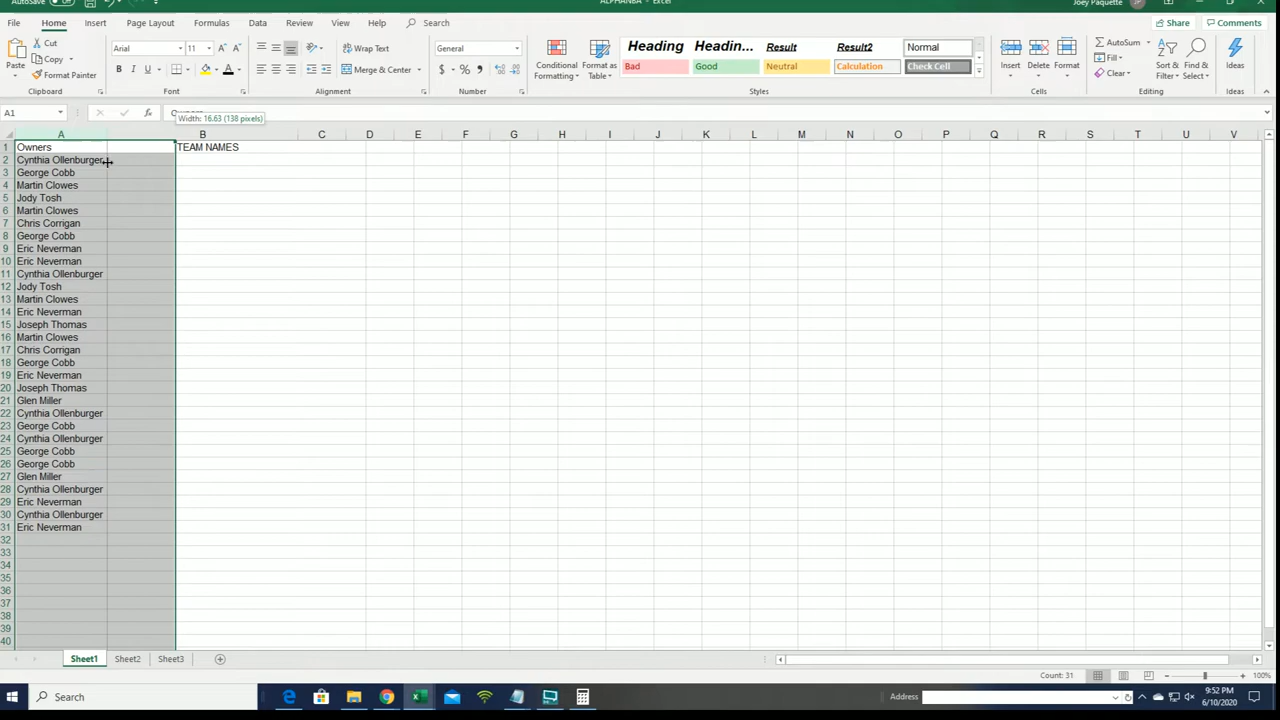 AutoSave
ALPHANBA - Excel
Joey Paquette
JP
File Home Insert Page Layout Formulas Data Review View Help Search
Share Comments
Paste
Cut
Copy
Format Painter
Clipboard
Arial 11
B I U
Font
Wrap Text
Merge & Center
Alignment
General
$ % ,
Number
Conditional Formatting
Format as Table
Heading Headin... Result Result2 Normal
Bad Good Neutral Calculation Check Cell
Styles
Insert Delete Format
Cells
AutoSum
Fill
Clear
Sort & Filter
Find & Select
Editing
Ideas
Ideas
A1
fx
Width: 16.63 (138 pixels)
A B C D E F G H I J K L M N O P Q R S T U V
1 Owners TEAM NAMES
2 Cynthia Ollenburger
3 George Cobb
4 Martin Clowes
5 Jody Tosh
6 Martin Clowes
7 Chris Corrigan
8 George Cobb
9 Eric Neverman
10 Eric Neverman
11 Cynthia Ollenburger
12 Jody Tosh
13 Martin Clowes
14 Eric Neverman
15 Joseph Thomas
16 Martin Clowes
17 Chris Corrigan
18 George Cobb
19 Eric Neverman
20 Joseph Thomas
21 Glen Miller
22 Cynthia Ollenburger
23 George Cobb
24 Cynthia Ollenburger
25 George Cobb
26 George Cobb
27 Glen Miller
28 Cynthia Ollenburger
29 Eric Neverman
30 Cynthia Ollenburger
31 Eric Neverman
32
33
34
35
36
37
38
39
40
Sheet1 Sheet2 Sheet3
Count: 31
100%
Search
Address
9:52 PM
6/10/2020